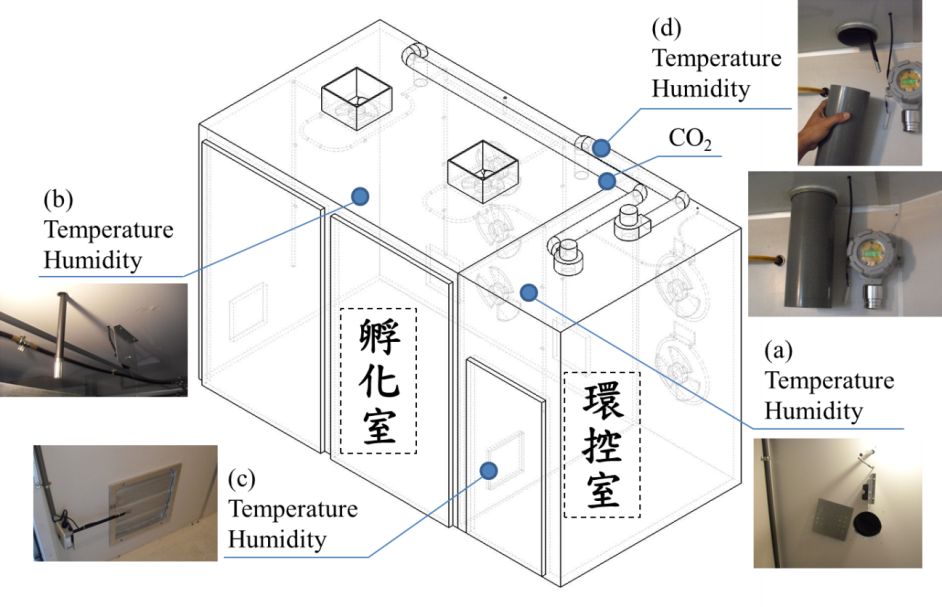 (d)
Temperature
Humidity
CO₂
(b)
Temperature
Humidity
(a)
Temperature
Humidity
(c)
Temperature
Humidity
孵化室
環控室